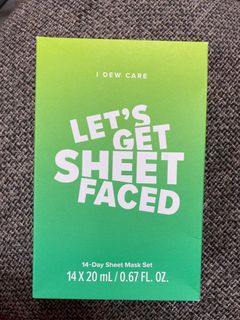 I DEW CARE
LET'S
GET
SHEET
FACED
14-Day Sheet Mask Set
14 X 20 mL / 0.67 FL. OZ.